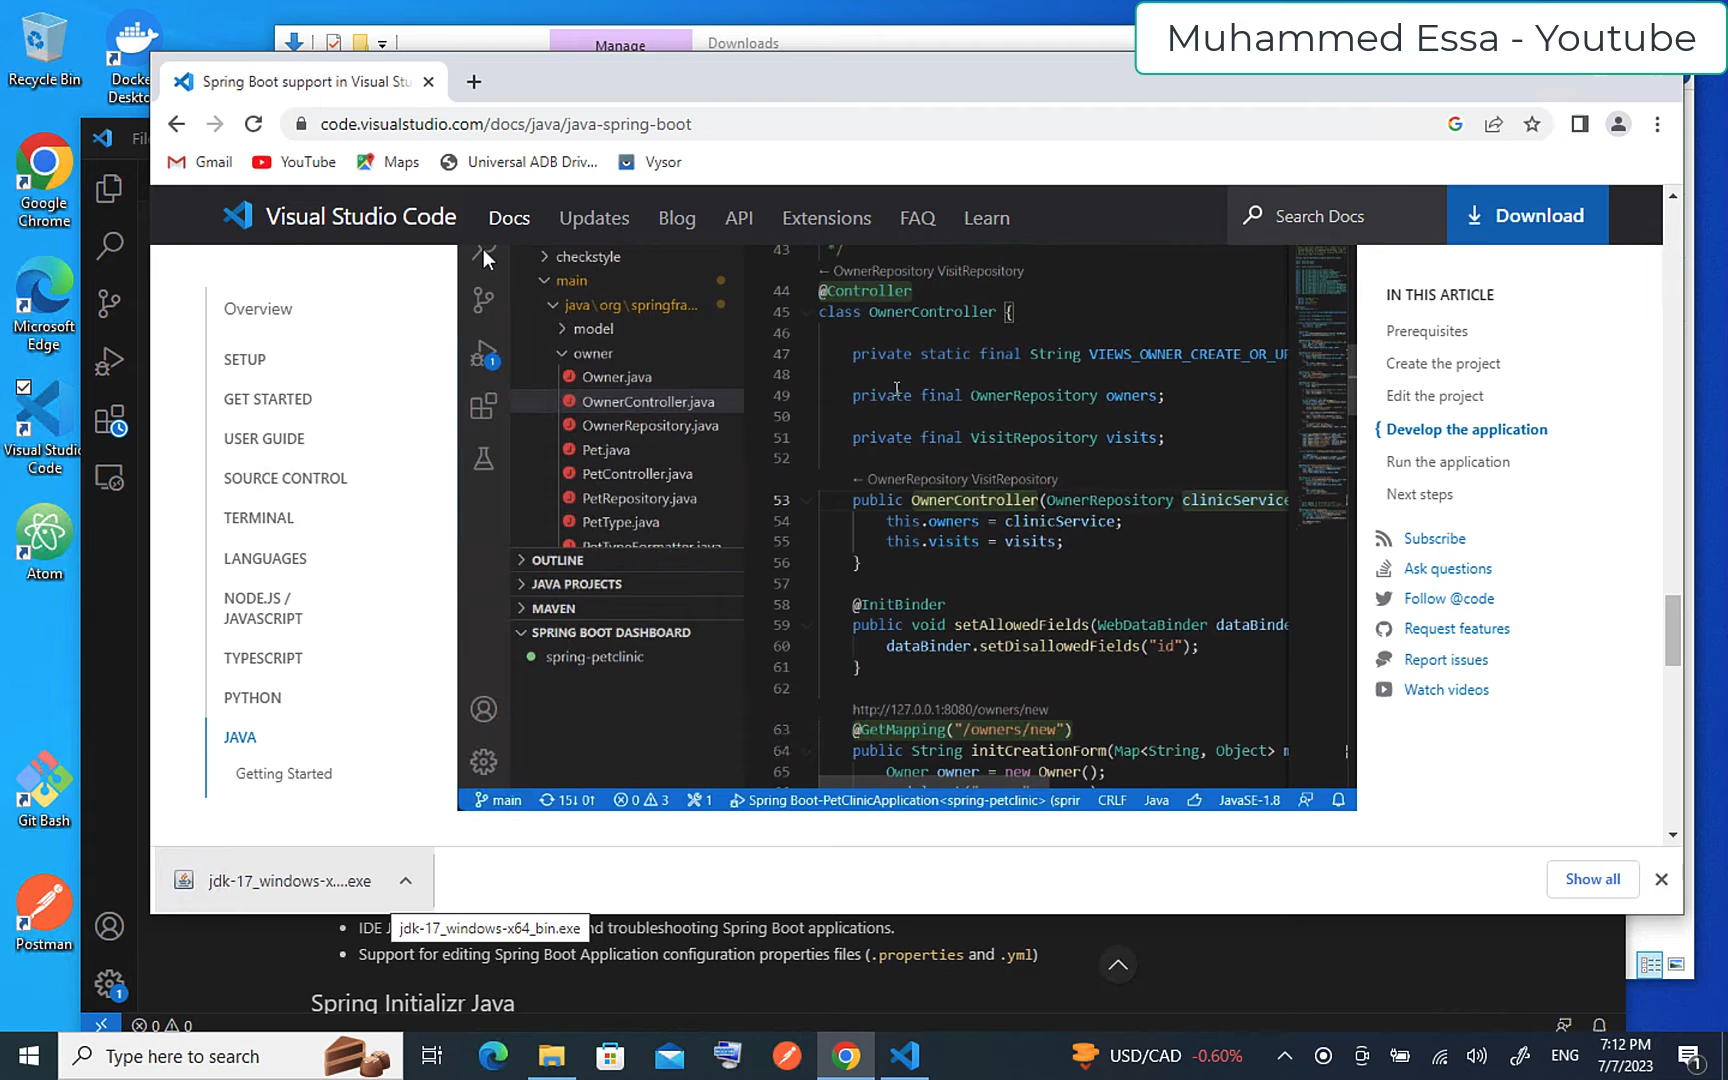 Muhammed Essa - Youtube
Manage
Downloads
Recycle Bin
Docke
Deskto
Google
Chrome
Microsoft
Edge
Visual Studio
Code
Atom
Git Bash
Postman
Spring Boot support in Visual Stu
code.visualstudio.com/docs/java/java-spring-boot
Gmail
YouTube
Maps
Universal ADB Driv...
Vysor
Visual Studio Code
Docs
Updates
Blog
API
Extensions
FAQ
Learn
Search Docs
Download
Overview
SETUP
GET STARTED
USER GUIDE
SOURCE CONTROL
TERMINAL
LANGUAGES
NODE.JS /
JAVASCRIPT
TYPESCRIPT
PYTHON
JAVA
Getting Started
checkstyle
main
java\org\springfra...
model
owner
Owner.java
OwnerController.java
OwnerRepository.java
Pet.java
PetController.java
PetRepository.java
PetType.java
PetTypeFormatter.java
OUTLINE
JAVA PROJECTS
MAVEN
SPRING BOOT DASHBOARD
spring-petclinic
43 */
← OwnerRepository VisitRepository
44 @Controller
45 class OwnerController {
46
47 private static final String VIEWS_OWNER_CREATE_OR_UP
48
49 private final OwnerRepository owners;
50
51 private final VisitRepository visits;
52
← OwnerRepository VisitRepository
53 public OwnerController(OwnerRepository clinicService
54 this.owners = clinicService;
55 this.visits = visits;
56 }
57
58 @InitBinder
59 public void setAllowedFields(WebDataBinder dataBinde
60 dataBinder.setDisallowedFields("id");
61 }
62
http://127.0.0.1:8080/owners/new
63 @GetMapping("/owners/new")
64 public String initCreationForm(Map<String, Object> m
65 Owner owner = new Owner();
main 15↓ 0↑ 0 3 1 Spring Boot-PetClinicApplication<spring-petclinic> (sprir CRLF Java JavaSE-1.8
IN THIS ARTICLE
Prerequisites
Create the project
Edit the project
Develop the application
Run the application
Next steps
Subscribe
Ask questions
Follow @code
Request features
Report issues
Watch videos
jdk-17_windows-x....exe
Show all
jdk-17_windows-x64_bin.exe
IDE J
nd troubleshooting Spring Boot applications.
Support for editing Spring Boot Application configuration properties files (.properties and .yml)
Spring Initializr Java
0 0
Type here to search
USD/CAD -0.60%
ENG
7:12 PM
7/7/2023